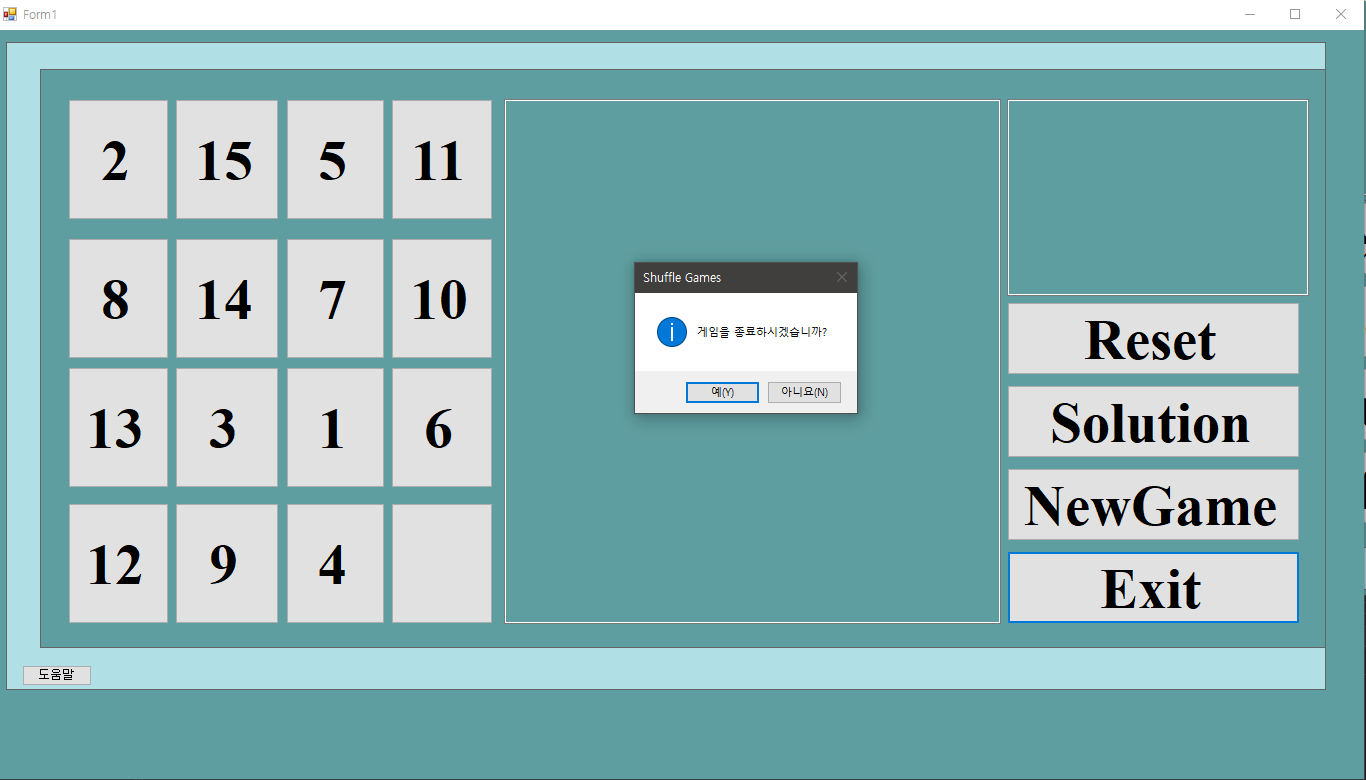 Form1
2 15 5 11
8 14 7 10
13 3 1 6
12 9 4
Shuffle Games
게임을 종료하시겠습니까?
예(Y) 아니요(N)
Reset
Solution
NewGame
Exit
도움말